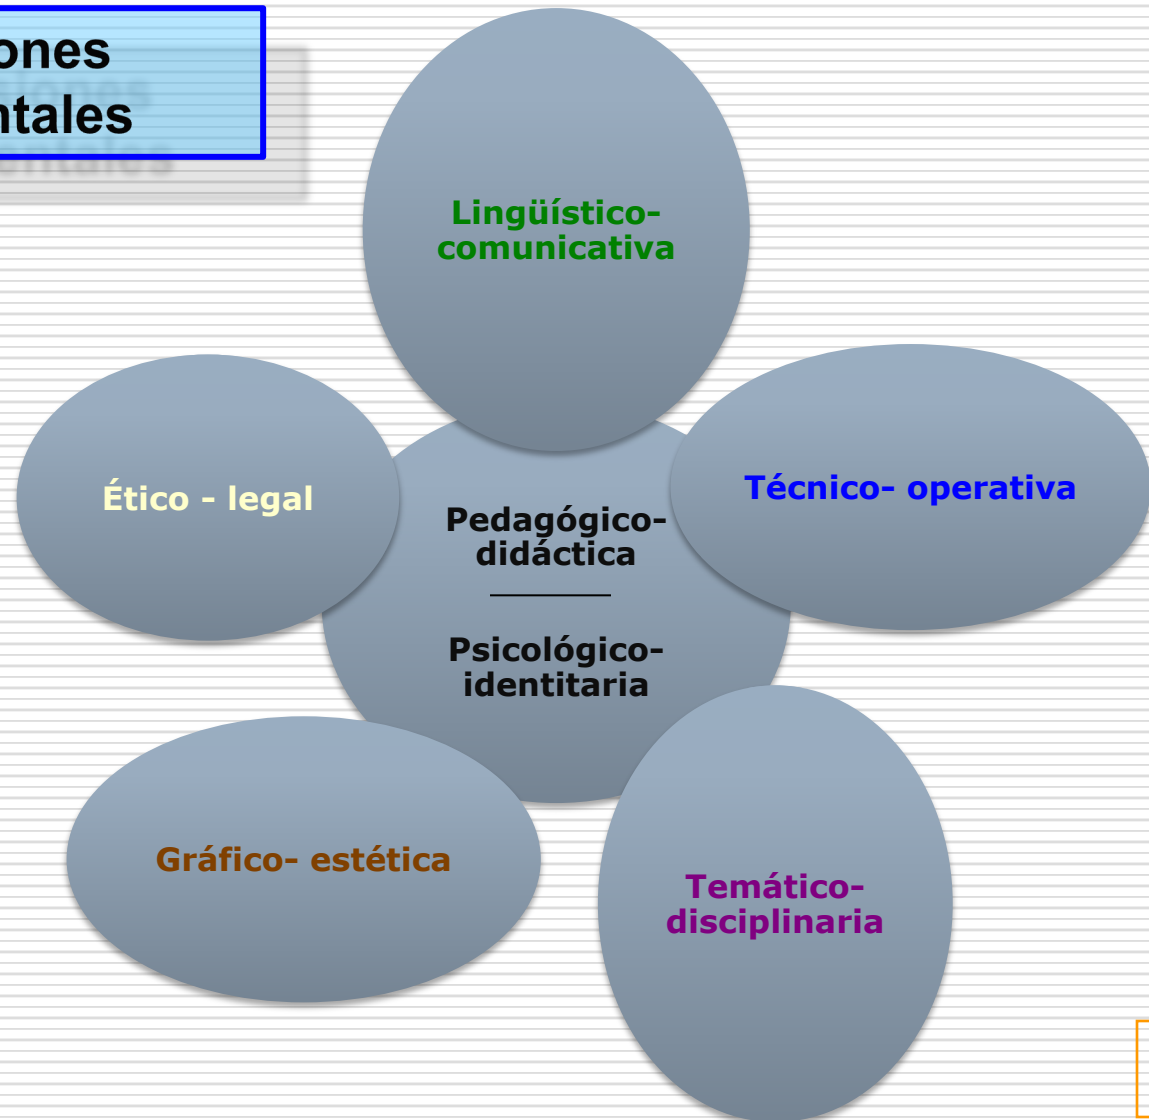 ones
ntales
Lingüístico-
comunicativa
Ético - legal
Técnico- operativa
Pedagógico-
didáctica
Psicológico-
identitaria
Gráfico- estética
Temático-
disciplinaria